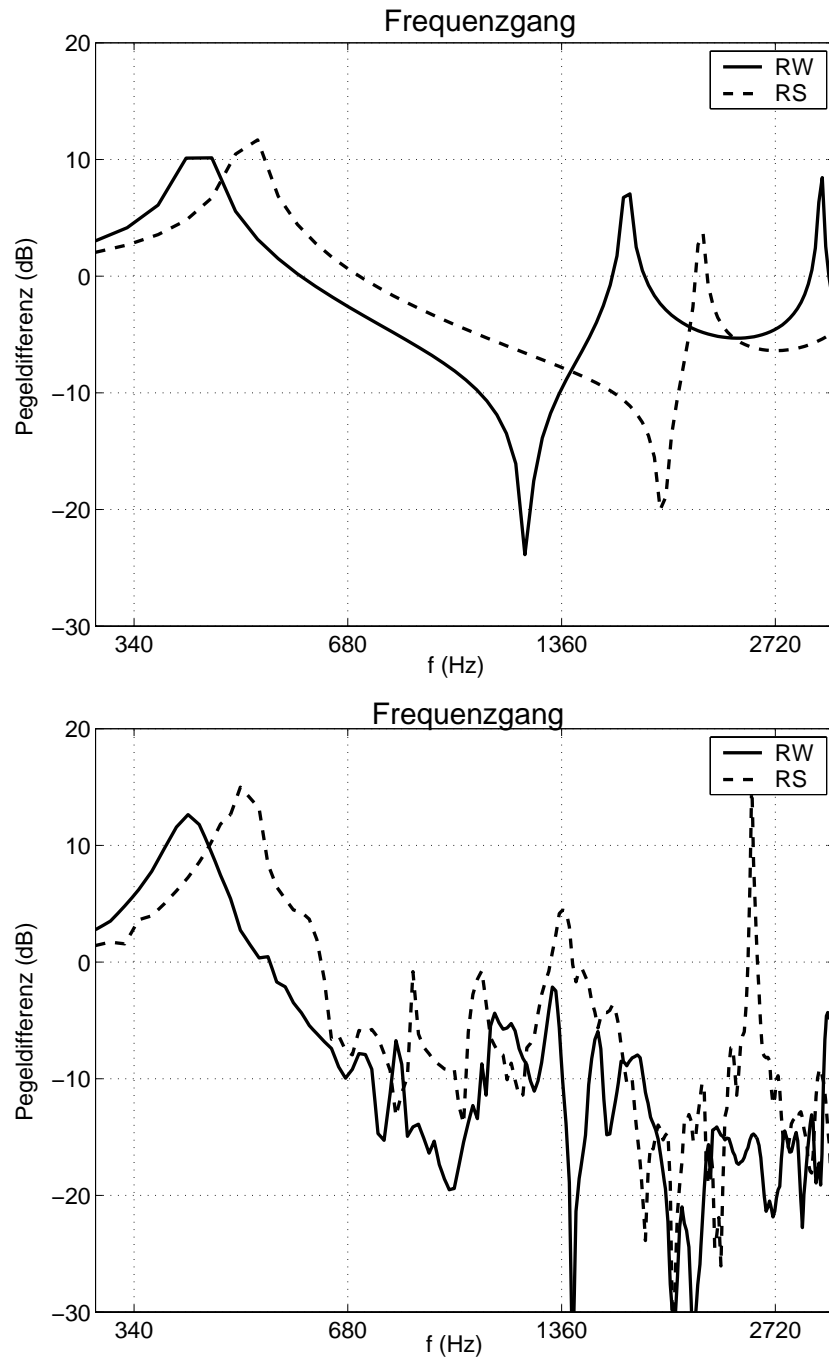 Frequenzgang
20
RW
RS
10
0
−10
−20
−30
Pegeldifferenz (dB)
340 680 1360 2720
f (Hz)
Frequenzgang
20
RW
RS
10
0
−10
−20
−30
Pegeldifferenz (dB)
340 680 1360 2720
f (Hz)